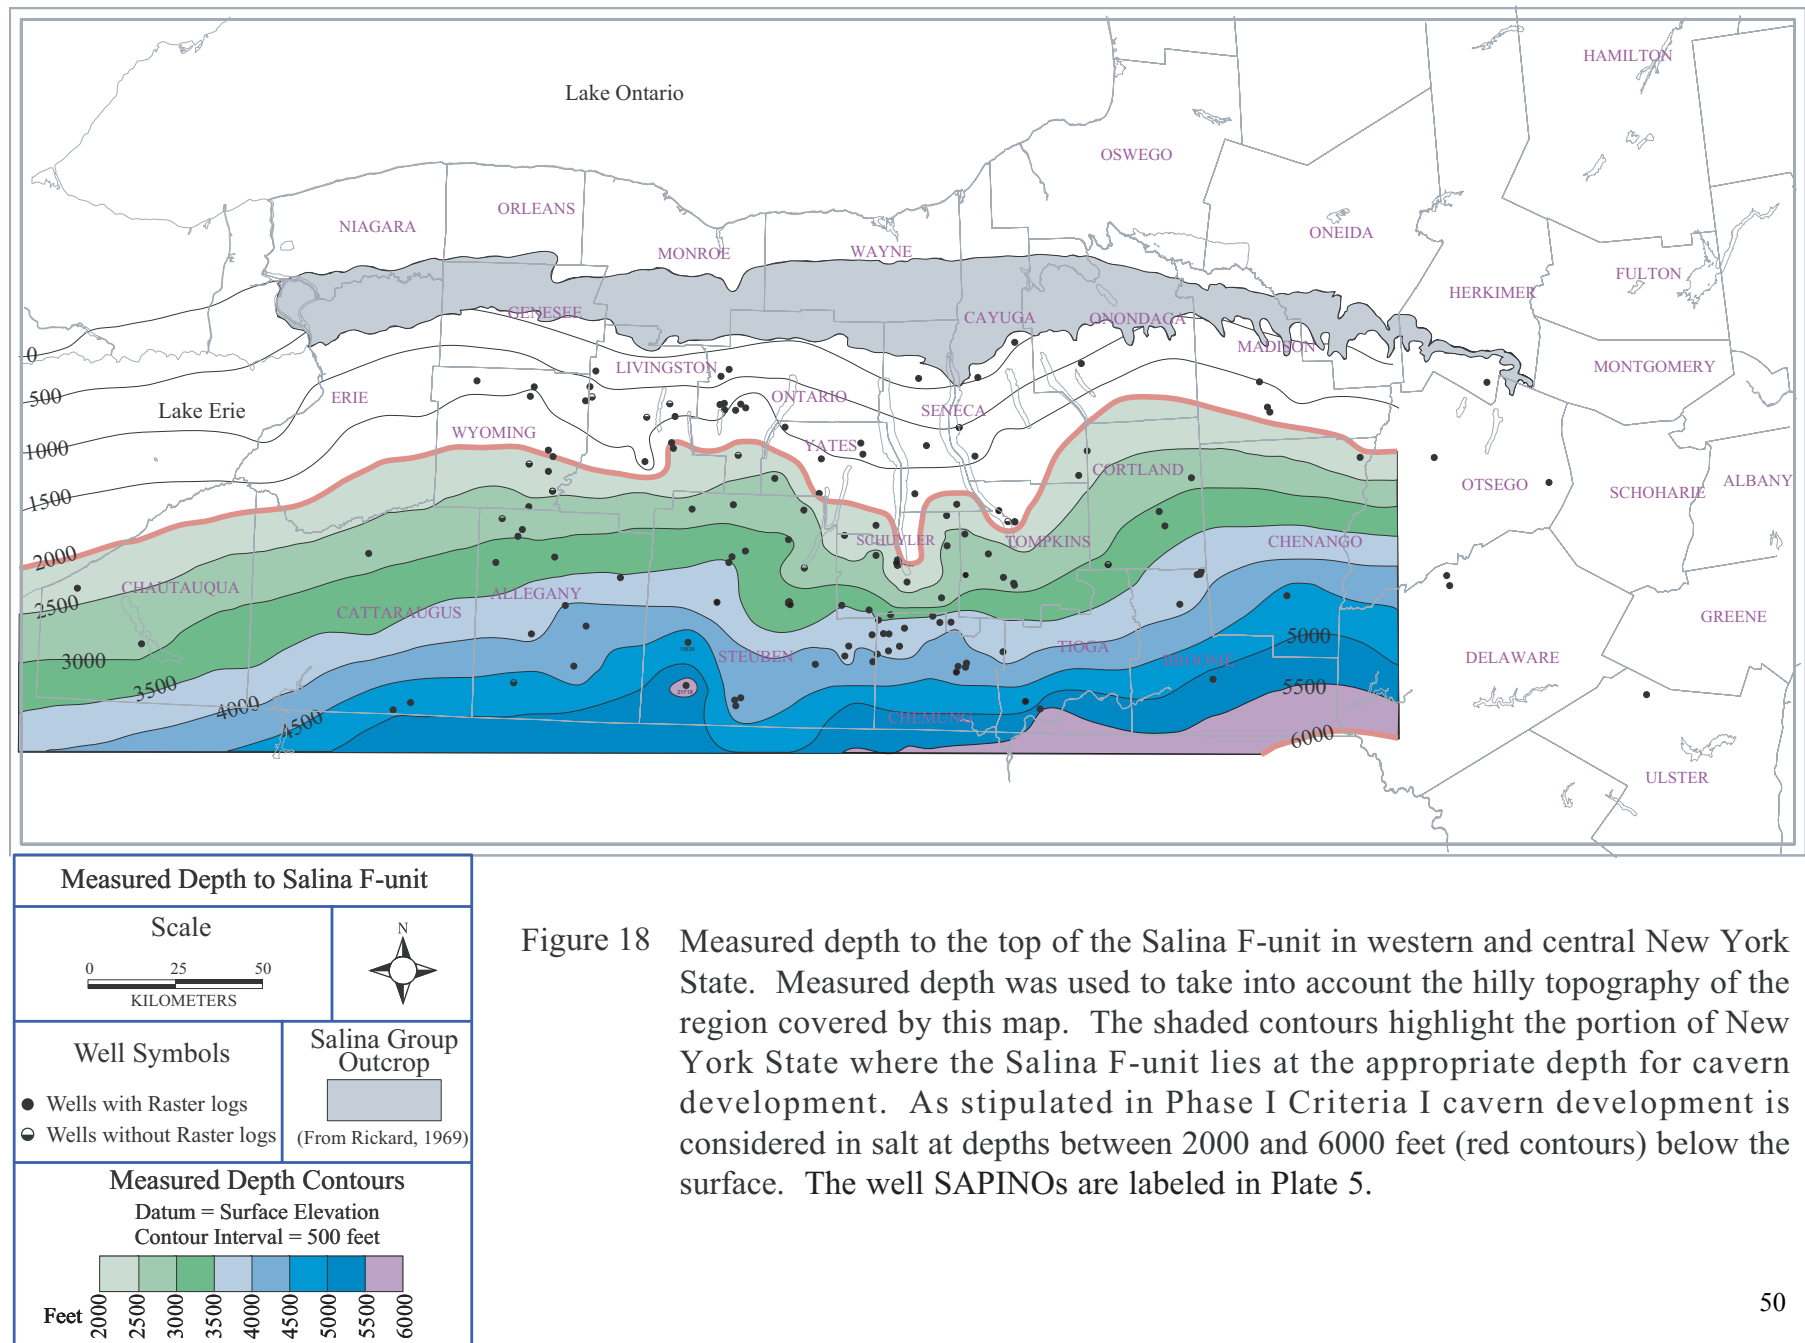 HAMILTON
Lake Ontario
OSWEGO
ORLEANS
NIAGARA
ONEIDA
MONROE
WAYNE
FULTON
HERKIMER
GENESEE
CAYUGA
ONONDAGA
MADISON
0
LIVINGSTON
MONTGOMERY
500
ERIE
ONTARIO
Lake Erie
SENECA
WYOMING
YATES
1000
CORTLAND
OTSEGO
SCHOHARIE
ALBANY
1500
SCHUYLER
TOMPKINS
CHENANGO
2000
CHAUTAUQUA
ALLEGANY
2500
CATTARAUGUS
GREENE
5000
3000
STEUBEN
TIOGA
BROOME
DELAWARE
3500
5500
21718
4000
CHEMUNG
4500
6000
ULSTER
Measured Depth to Salina F-unit
Scale
0 25 50
KILOMETERS
N
Well Symbols
Wells with Raster logs
Wells without Raster logs
Salina Group
Outcrop
(From Rickard, 1969)
Measured Depth Contours
Datum = Surface Elevation
Contour Interval = 500 feet
Feet 2000 2500 3000 3500 4000 4500 5000 5500 6000
Figure 18 Measured depth to the top of the Salina F-unit in western and central New York
State. Measured depth was used to take into account the hilly topography of the
region covered by this map. The shaded contours highlight the portion of New
York State where the Salina F-unit lies at the appropriate depth for cavern
development. As stipulated in Phase I Criteria I cavern development is
considered in salt at depths between 2000 and 6000 feet (red contours) below the
surface. The well SAPINOs are labeled in Plate 5.
50